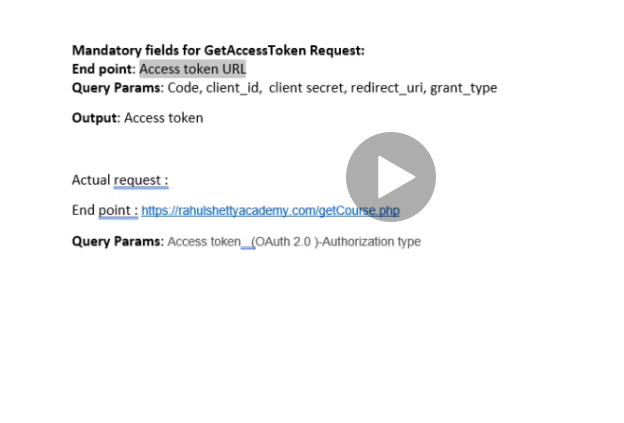 Mandatory fields for GetAccessToken Request:
End point: Access token URL
Query Params: Code, client_id, client secret, redirect_uri, grant_type
Output: Access token
Actual request :
End point : https://rahulshettyacademy.com/getCourse.php
Query Params: Access token (OAuth 2.0 )-Authorization type